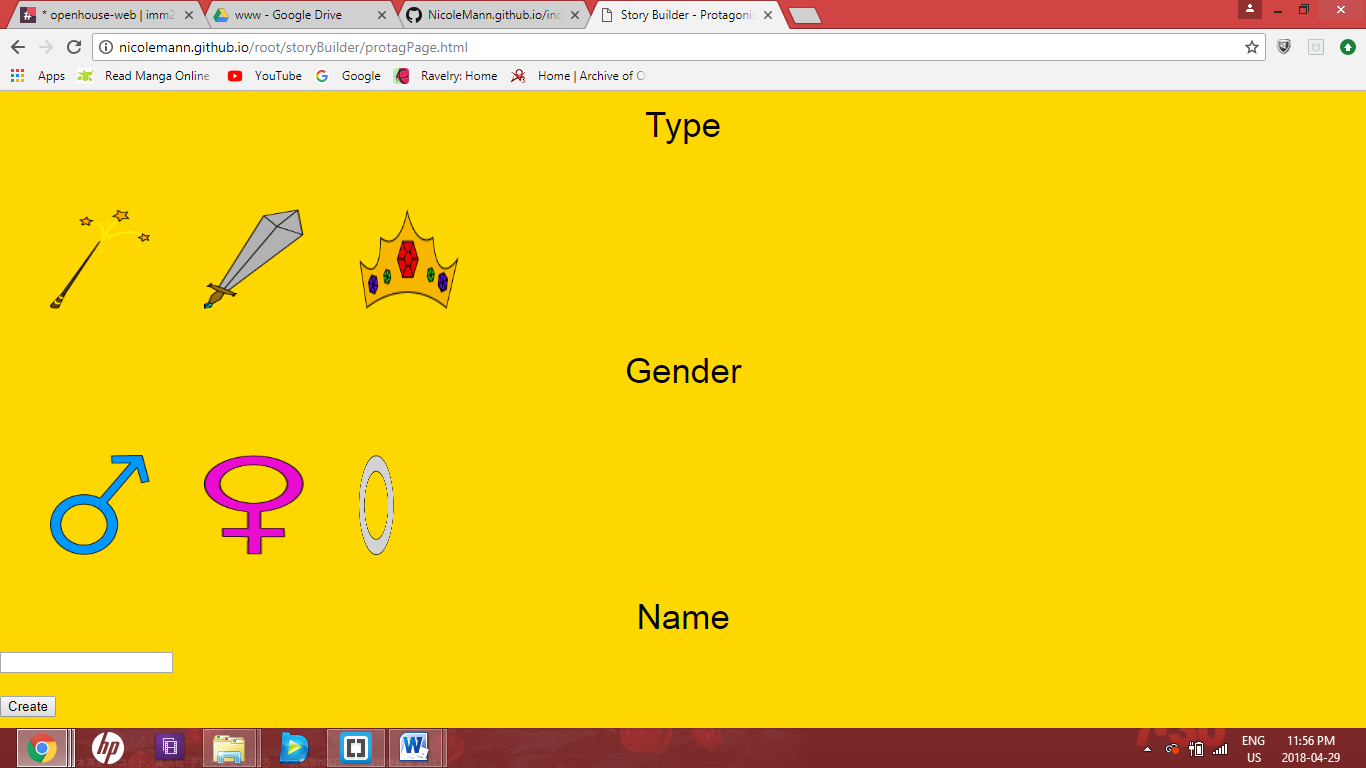 * openhouse-web | imm2
www - Google Drive
NicoleMann.github.io/inc
Story Builder - Protagonis
nicolemann.github.io/root/storyBuilder/protagPage.html
Apps
Read Manga Online
YouTube
Google
Ravelry: Home
Home | Archive of O
Type
Gender
Name
Create
ENG
US
11:56 PM
2018-04-29